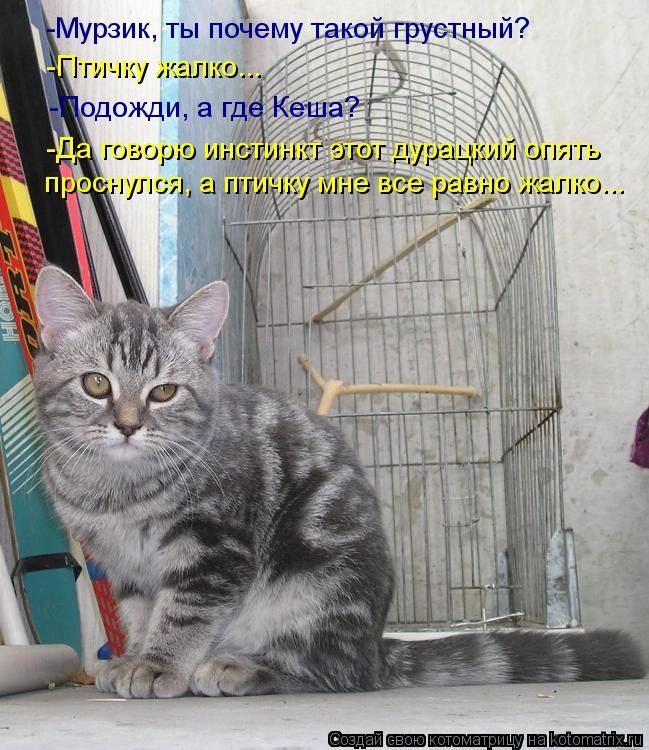 -Мурзик, ты почему такой грустный?
-Птичку жалко...
-Подожди, а где Кеша?
-Да говорю инстинкт этот дурацкий опять
проснулся, а птичку мне все равно жалко...
Создай свою котоматрицу на kotomatrix.ru